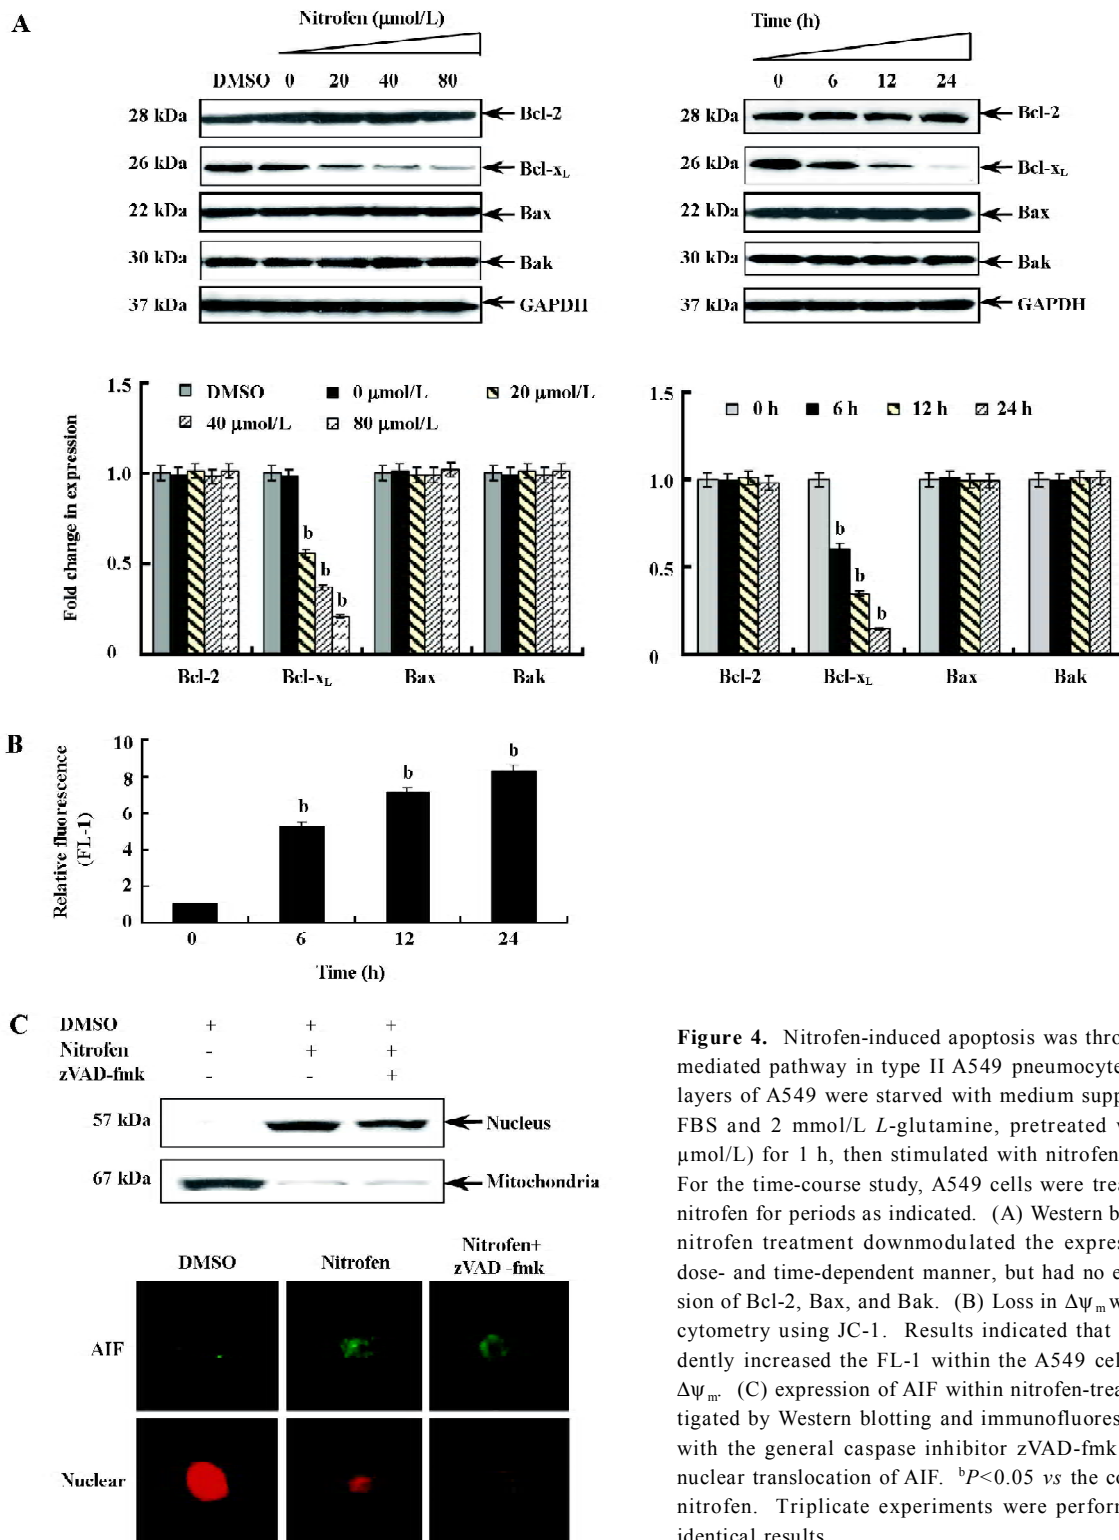 A
Nitrofen (µmol/L)
DMSO 0 20 40 80
28 kDa Bcl-2
26 kDa Bcl-xL
22 kDa Bax
30 kDa Bak
37 kDa GAPDH
Time (h)
0 6 12 24
28 kDa Bcl-2
26 kDa Bcl-xL
22 kDa Bax
30 kDa Bak
37 kDa GAPDH
Fold change in expression
1.5
1.0
0.5
0
DMSO 0 µmol/L 20 µmol/L
40 µmol/L 80 µmol/L
b
b
b
Bcl-2 Bcl-xL Bax Bak
1.5
1.0
0.5
0
0 h 6 h 12 h 24 h
b
b
b
Bcl-2 Bcl-xL Bax Bak
B
Relative fluorescence
(FL-1)
10
8
6
4
2
0
b
b
b
0 6 12 24
Time (h)
C
DMSO + + +
Nitrofen - + +
zVAD-fmk - - +
57 kDa Nucleus
67 kDa Mitochondria
DMSO Nitrofen Nitrofen+
zVAD -fmk
AIF
Nuclear
Figure 4. Nitrofen-induced apoptosis was thro
mediated pathway in type II A549 pneumocyte
layers of A549 were starved with medium supp
FBS and 2 mmol/L L-glutamine, pretreated
µmol/L) for 1 h, then stimulated with nitrofen
For the time-course study, A549 cells were trea
nitrofen for periods as indicated. (A) Western b
nitrofen treatment downmodulated the expres
dose- and time-dependent manner, but had no e
sion of Bcl-2, Bax, and Bak. (B) Loss in Δψm w
cytometry using JC-1. Results indicated that
dently increased the FL-1 within the A549 cel
Δψm. (C) expression of AIF within nitrofen-trea
tigated by Western blotting and immunofluores
with the general caspase inhibitor zVAD-fmk
nuclear translocation of AIF. bP<0.05 vs the co
nitrofen. Triplicate experiments were perform
identical results.